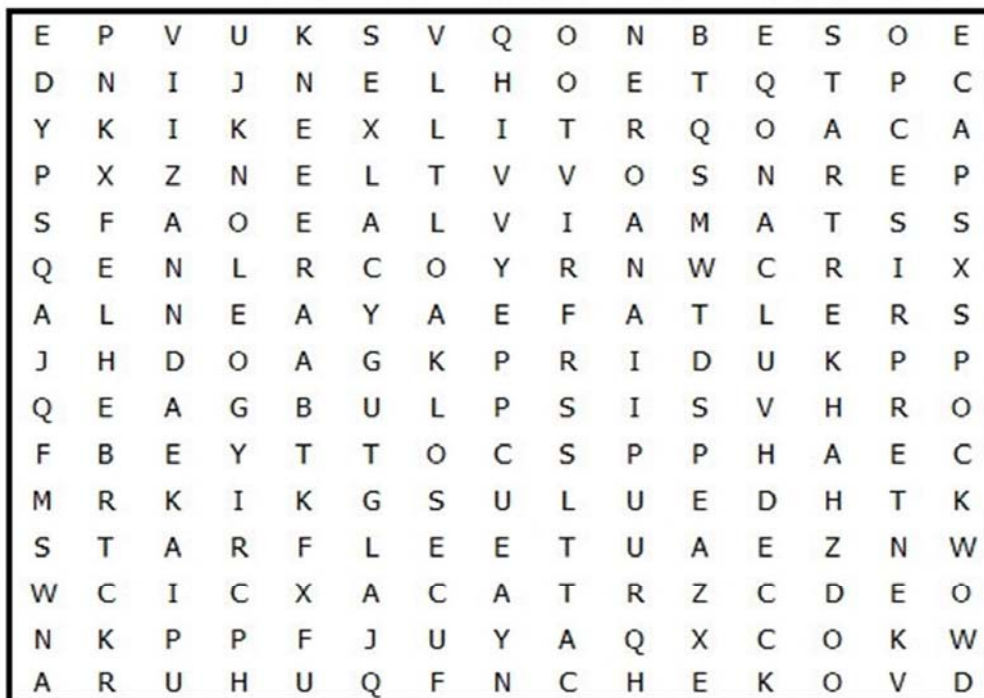 E P V U K S V Q O N B E S O E
D N I J N E L H O E T Q T P C
Y K I K E X L I T R Q O A C A
P X Z N E L T V V O S N R E P
S F A O E A L V I A M A T S S
Q E N L R C O Y R N W C R I X
A L N E A Y A E F A T L E R S
J H D O A G K P R I D U K P P
Q E A G B U L P S I S V H R O
F B E Y T T O C S P P H A E C
M R K I K G S U L U E D H T K
S T A R F L E E T U A E Z N W
W C I C X A C A T R Z C D E O
N K P P F J U Y A Q X C O K W
A R U H U Q F N C H E K O V D